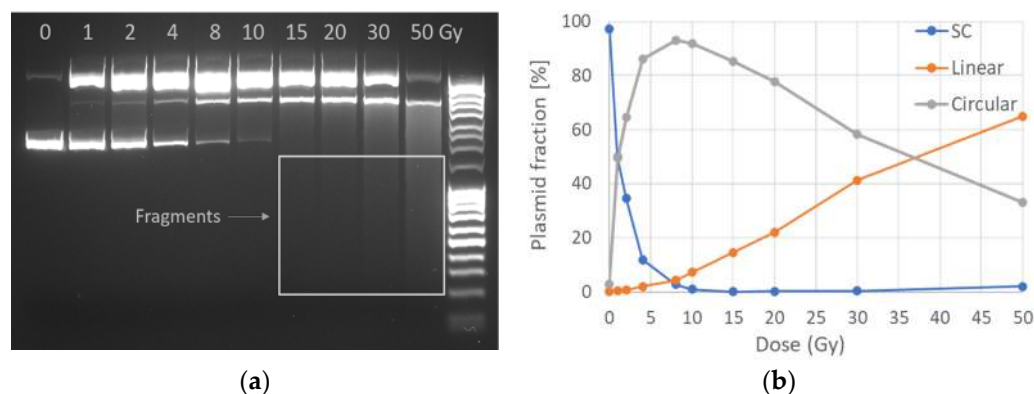 0 1 2 4 8 10 15 20 30 50 Gy
Fragments
(a)
Plasmid fraction [%]
100
80
60
40
20
0
SC
Linear
Circular
0 5 10 15 20 25 30 35 40 45 50
Dose (Gy)
(b)